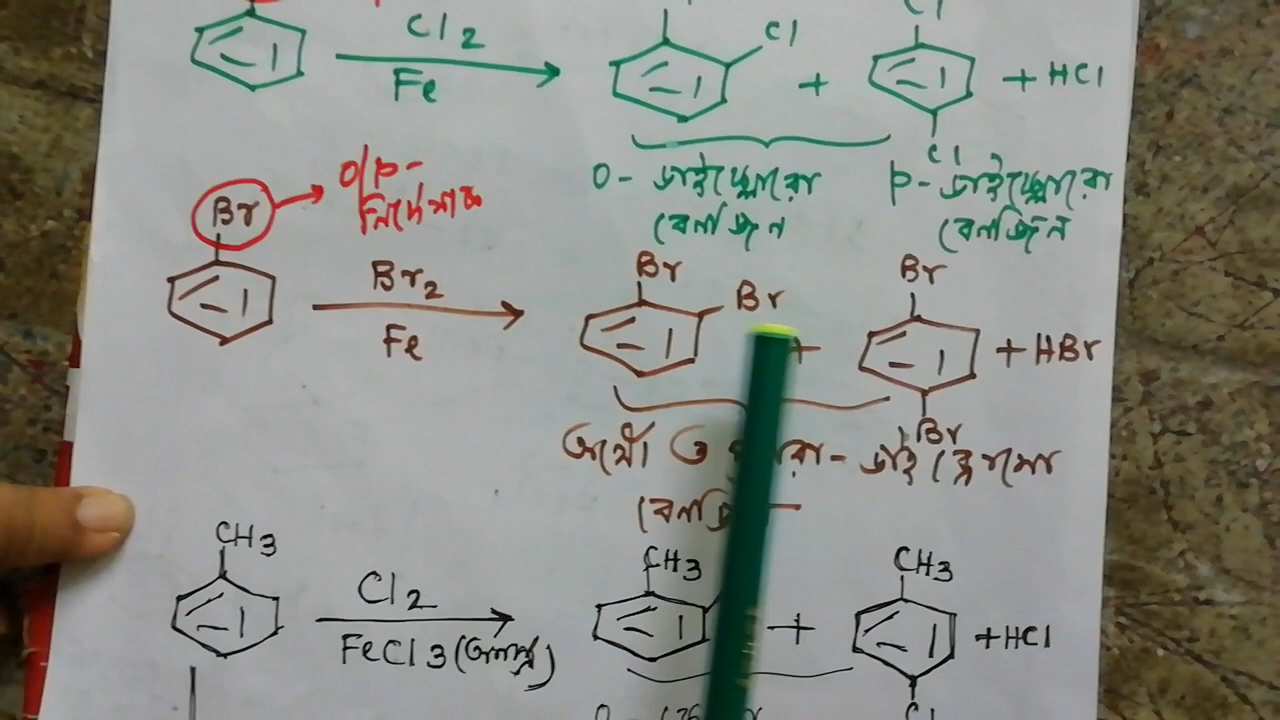 Cl2
Fe
Cl
+
Cl
Cl
+ HCl
o- ডাইক্লোরো
বেনজিন
p- ডাইক্লোরো
বেনজিন
Br
o/p-
নির্দেশক
Br2
Fe
Br
Br
+
Br
Br
+ HBr
অর্থো ও ডাই ব্রোমো
CH3
Cl2
FeCl3
CH3
+
CH3
Cl
+HCl